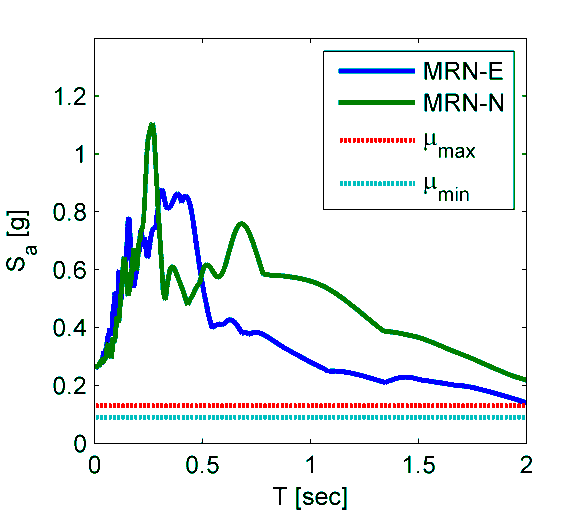 MRN-E
MRN-N
μmax
μmin
1.2
1
0.8
0.6
0.4
0.2
0
Sa [g]
0 0.5 1 1.5 2
T [sec]